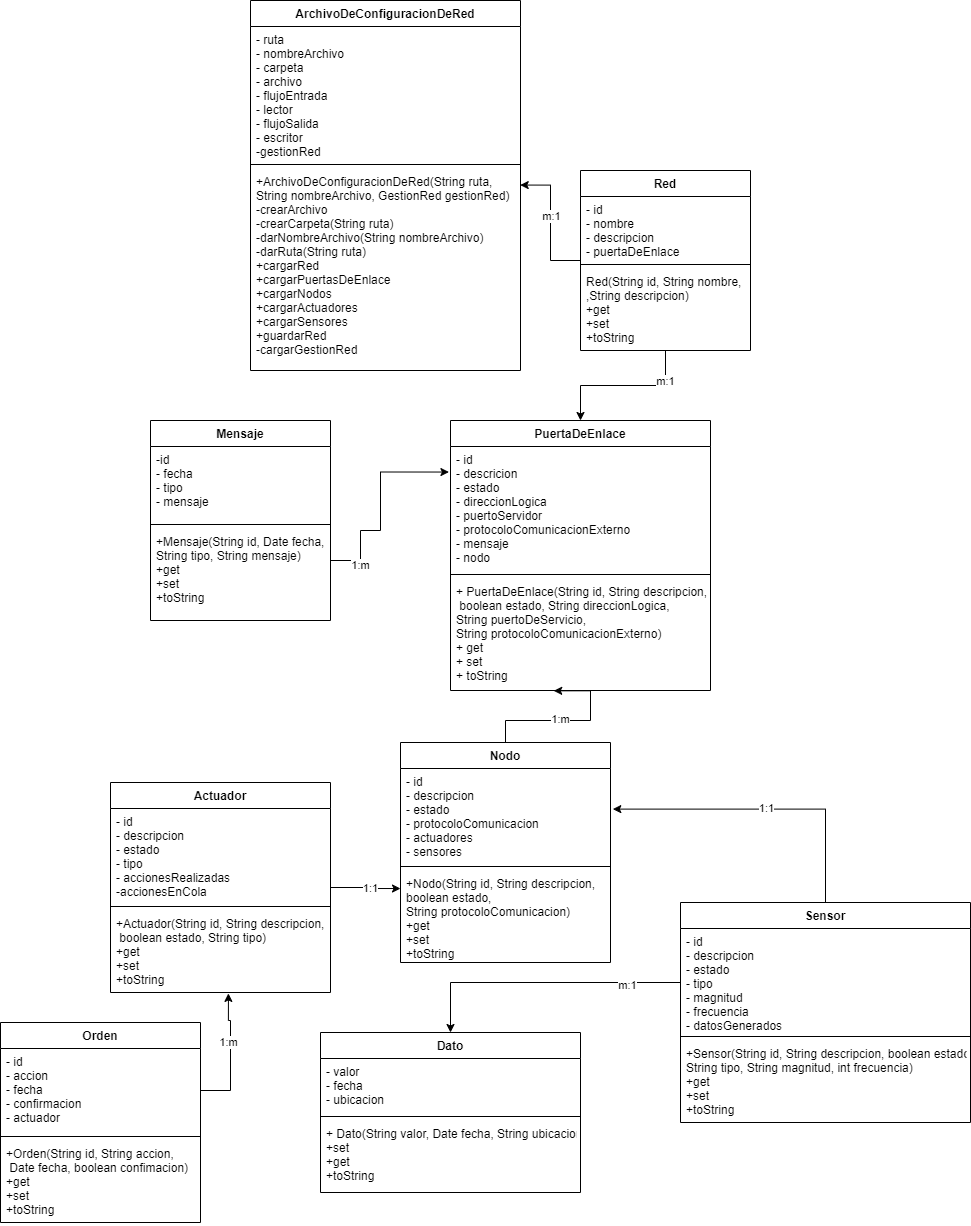 ArchivoDeConfiguracionDeRed
- ruta
- nombreArchivo
- carpeta
- archivo
- flujoEntrada
- lector
- flujoSalida
- escritor
-gestionRed
+ArchivoDeConfiguracionDeRed(String ruta,
String nombreArchivo, GestionRed gestionRed)
-crearArchivo
-crearCarpeta(String ruta)
-darNombreArchivo(String nombreArchivo)
-darRuta(String ruta)
+cargarRed
+cargarPuertasDeEnlace
+cargarNodos
+cargarActuadores
+cargarSensores
+guardarRed
-cargarGestionRed
m:1
Red
- id
- nombre
- descripcion
- puertaDeEnlace
Red(String id, String nombre,
,String descripcion)
+get
+set
+toString
m:1
Mensaje
-id
- fecha
- tipo
- mensaje
+Mensaje(String id, Date fecha,
String tipo, String mensaje)
+get
+set
+toString
1:m
PuertaDeEnlace
- id
- descricion
- estado
- direccionLogica
- puertoServidor
- protocoloComunicacionExterno
- mensaje
- nodo
+ PuertaDeEnlace(String id, String descripcion,
boolean estado, String direccionLogica,
String puertoDeServicio,
String protocoloComunicacionExterno)
+ get
+ set
+ toString
1:m
Nodo
- id
- descripcion
- estado
- protocoloComunicacion
- actuadores
- sensores
+Nodo(String id, String descripcion,
boolean estado,
String protocoloComunicacion)
+get
+set
+toString
Actuador
- id
- descripcion
- estado
- tipo
- accionesRealizadas
-accionesEnCola
+Actuador(String id, String descripcion,
boolean estado, String tipo)
+get
+set
+toString
1:1
1:1
Sensor
- id
- descripcion
- estado
- tipo
- magnitud
- frecuencia
- datosGenerados
+Sensor(String id, String descripcion, boolean estado
String tipo, String magnitud, int frecuencia)
+get
+set
+toString
m:1
1:m
Orden
- id
- accion
- fecha
- confirmacion
- actuador
+Orden(String id, String accion,
Date fecha, boolean confimacion)
+get
+set
+toString
Dato
- valor
- fecha
- ubicacion
+ Dato(String valor, Date fecha, String ubicacio
+set
+get
+toString